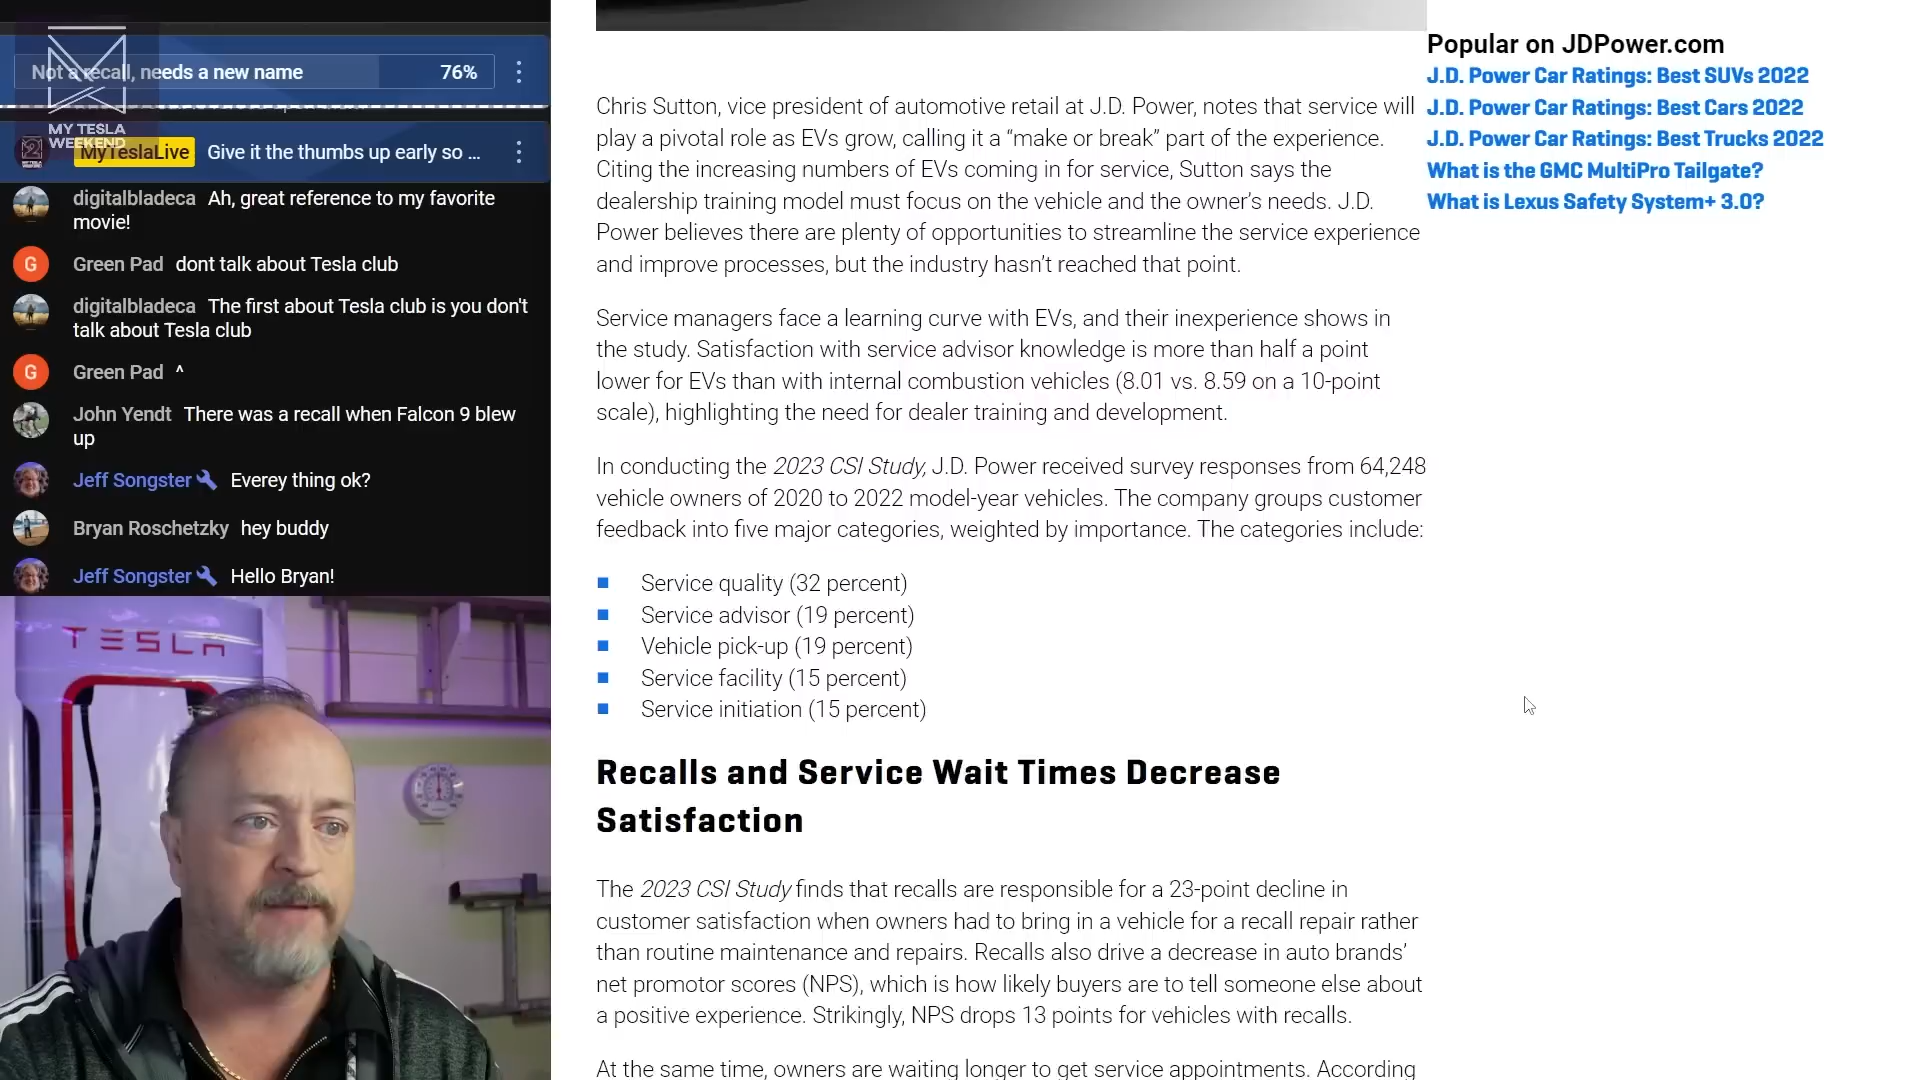 Not a recall, needs a new name
76%
MY TESLA
WEEKEND
MyTeslaLive Give it the thumbs up early so ...
digitalbladeca Ah, great reference to my favorite
movie!
G
Green Pad dont talk about Tesla club
digitalbladeca The first about Tesla club is you don't
talk about Tesla club
G
Green Pad ^
John Yendt There was a recall when Falcon 9 blew
up
Jeff Songster Everey thing ok?
Bryan Roschetzky hey buddy
Jeff Songster Hello Bryan!
TESLA
Chris Sutton, vice president of automotive retail at J.D. Power, notes that service will
play a pivotal role as EVs grow, calling it a “make or break” part of the experience.
Citing the increasing numbers of EVs coming in for service, Sutton says the
dealership training model must focus on the vehicle and the owner’s needs. J.D.
Power believes there are plenty of opportunities to streamline the service experience
and improve processes, but the industry hasn’t reached that point.
Service managers face a learning curve with EVs, and their inexperience shows in
the study. Satisfaction with service advisor knowledge is more than half a point
lower for EVs than with internal combustion vehicles (8.01 vs. 8.59 on a 10-point
scale), highlighting the need for dealer training and development.
In conducting the 2023 CSI Study, J.D. Power received survey responses from 64,248
vehicle owners of 2020 to 2022 model-year vehicles. The company groups customer
feedback into five major categories, weighted by importance. The categories include:
Service quality (32 percent)
Service advisor (19 percent)
Vehicle pick-up (19 percent)
Service facility (15 percent)
Service initiation (15 percent)
Recalls and Service Wait Times Decrease
Satisfaction
The 2023 CSI Study finds that recalls are responsible for a 23-point decline in
customer satisfaction when owners had to bring in a vehicle for a recall repair rather
than routine maintenance and repairs. Recalls also drive a decrease in auto brands’
net promotor scores (NPS), which is how likely buyers are to tell someone else about
a positive experience. Strikingly, NPS drops 13 points for vehicles with recalls.
At the same time, owners are waiting longer to get service appointments. According
Popular on JDPower.com
J.D. Power Car Ratings: Best SUVs 2022
J.D. Power Car Ratings: Best Cars 2022
J.D. Power Car Ratings: Best Trucks 2022
What is the GMC MultiPro Tailgate?
What is Lexus Safety System+ 3.0?